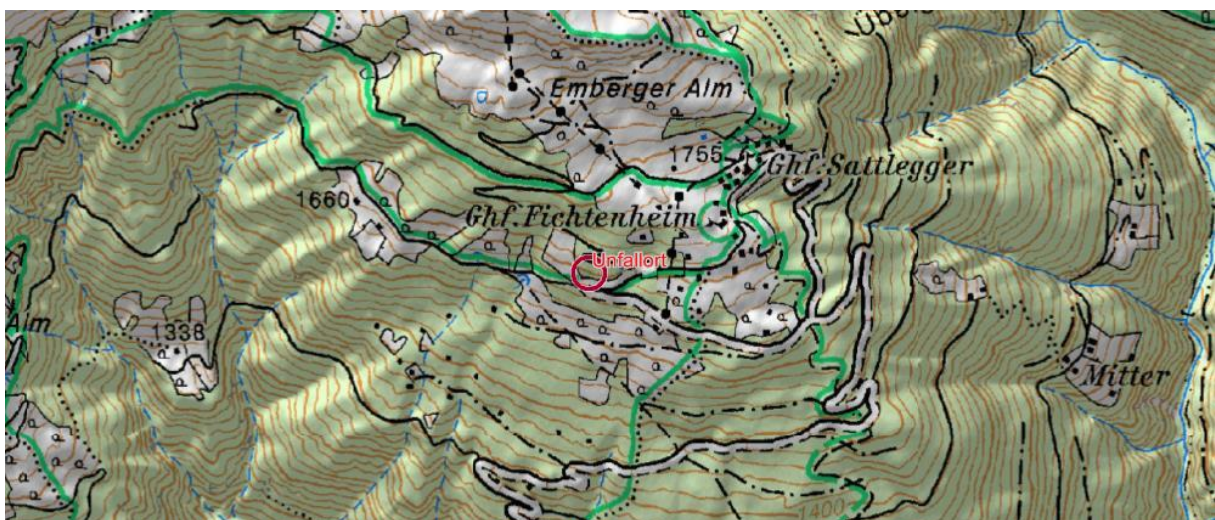 Emberger Alm
1755
Ghf. Sattlegger
1660
Ghf. Fichtenheim
Unfallort
Alm
1338
Mitter
1400